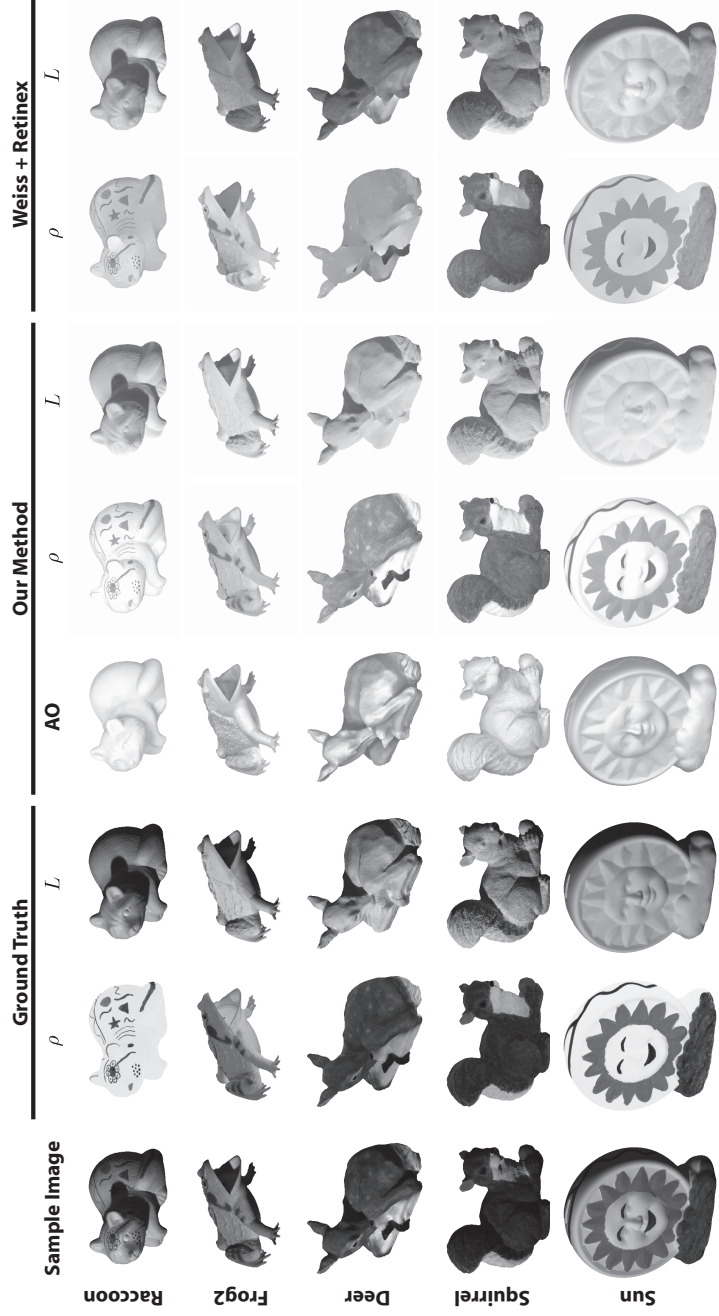 Sample Image
Ground Truth
AO
Our Method
Weiss + Retinex
ρ
L
ρ
L
ρ
L
Raccoon
Frog2
Deer
Squirrel
Sun